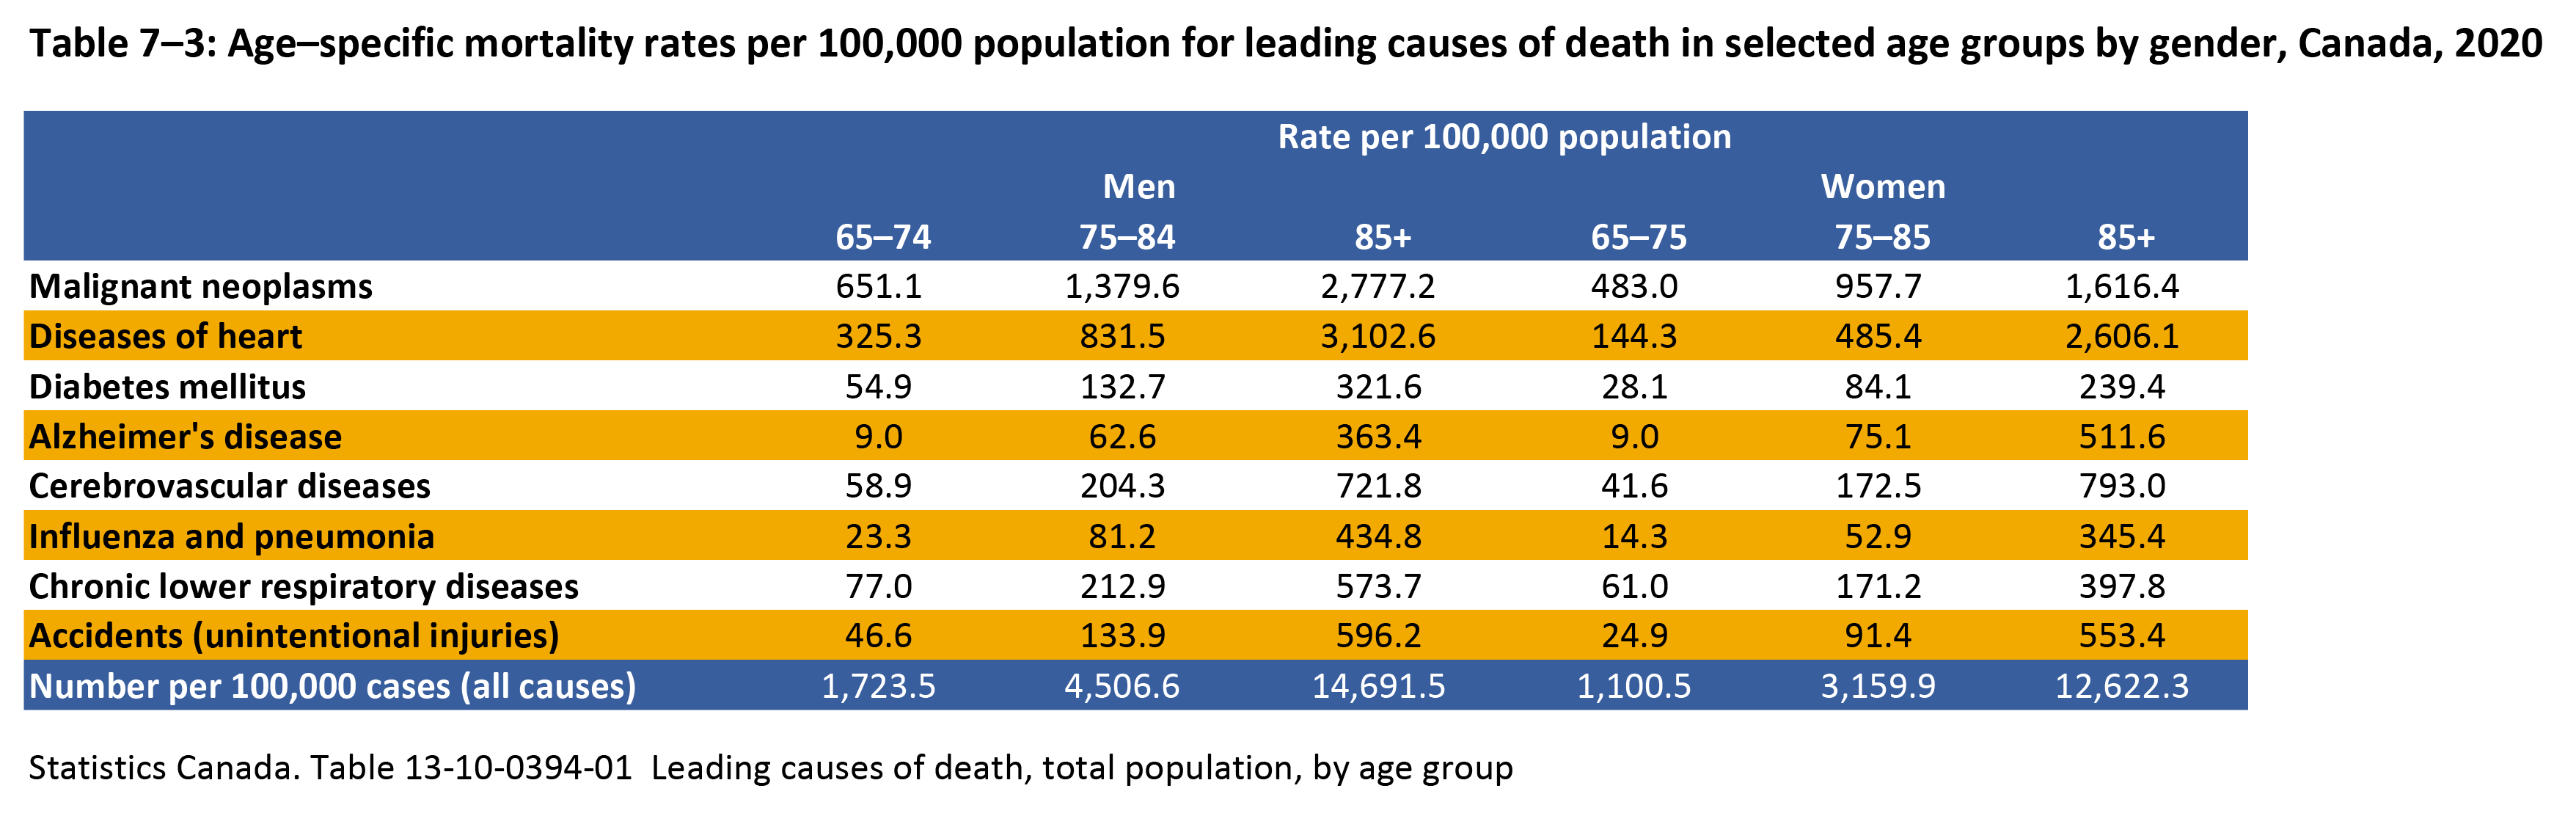 Table 7–3: Age–specific mortality rates per 100,000 population for leading causes of death in selected age groups by gender, Canada, 2020
Rate per 100,000 population
Men Women
65–74 75–84 85+ 65–75 75–85 85+
Malignant neoplasms 651.1 1,379.6 2,777.2 483.0 957.7 1,616.4
Diseases of heart 325.3 831.5 3,102.6 144.3 485.4 2,606.1
Diabetes mellitus 54.9 132.7 321.6 28.1 84.1 239.4
Alzheimer's disease 9.0 62.6 363.4 9.0 75.1 511.6
Cerebrovascular diseases 58.9 204.3 721.8 41.6 172.5 793.0
Influenza and pneumonia 23.3 81.2 434.8 14.3 52.9 345.4
Chronic lower respiratory diseases 77.0 212.9 573.7 61.0 171.2 397.8
Accidents (unintentional injuries) 46.6 133.9 596.2 24.9 91.4 553.4
Number per 100,000 cases (all causes) 1,723.5 4,506.6 14,691.5 1,100.5 3,159.9 12,622.3
Statistics Canada. Table 13-10-0394-01  Leading causes of death, total population, by age group